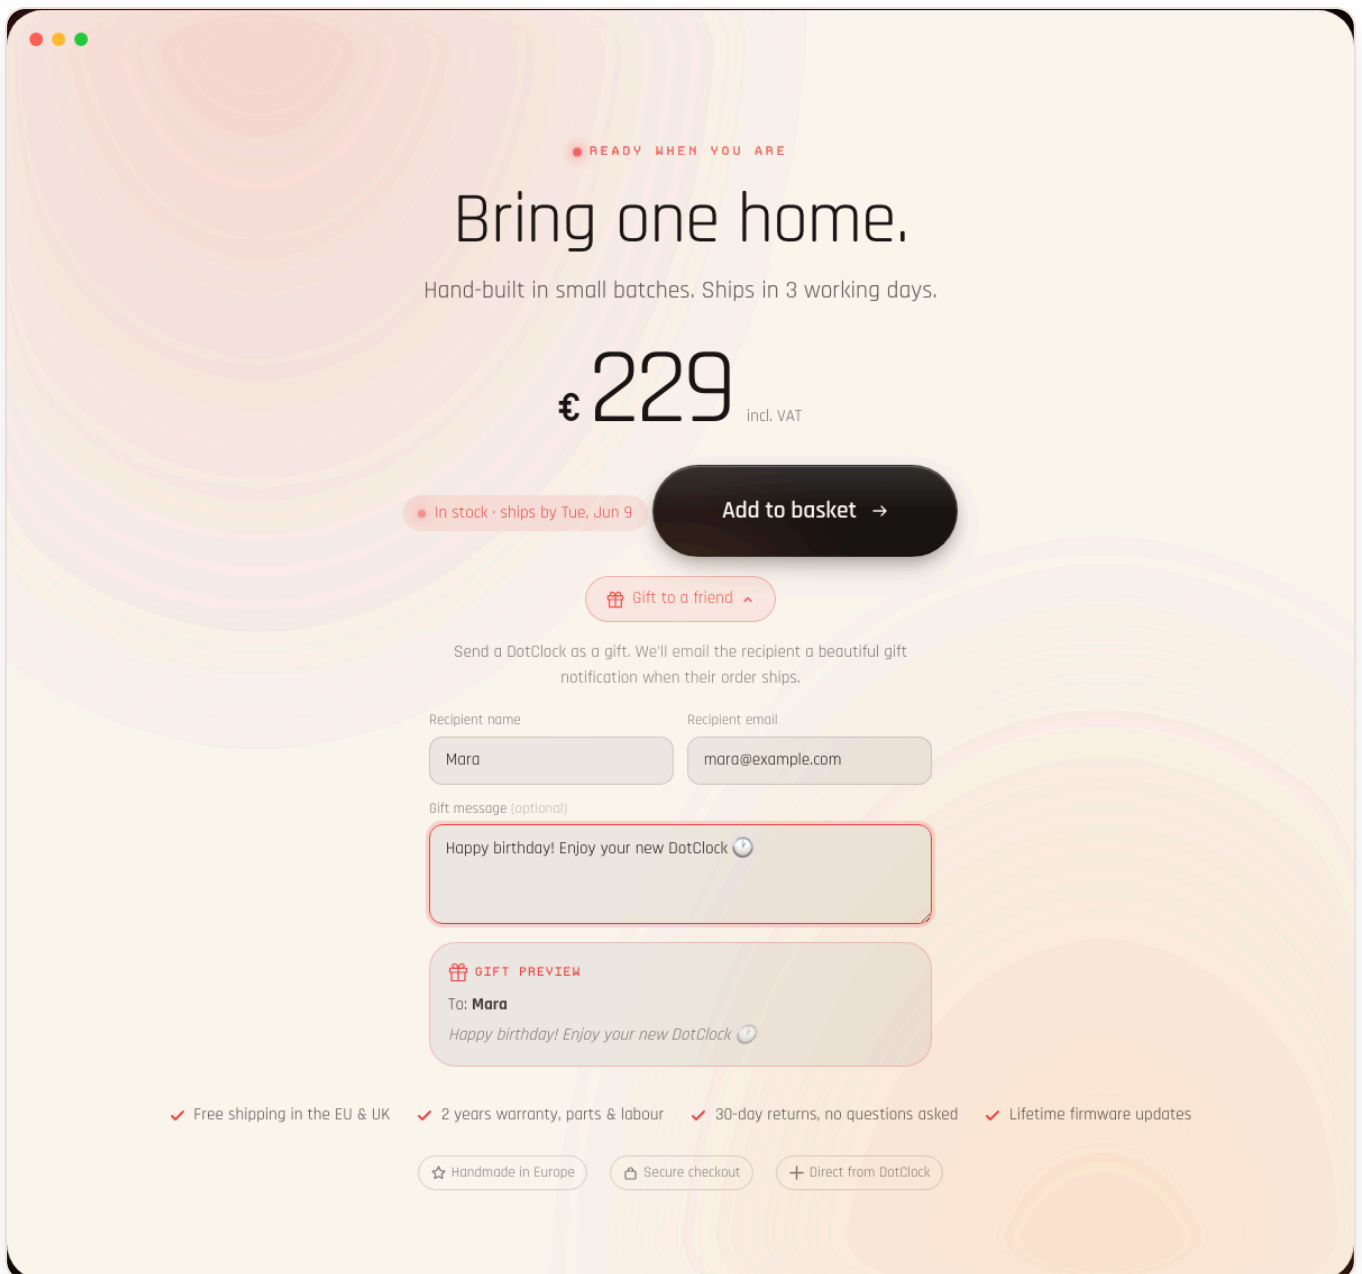 READY WHEN YOU ARE
Bring one home.
Hand-built in small batches. Ships in 3 working days.
€ 229 incl. VAT
In stock · ships by Tue, Jun 9
Add to basket →
Gift to a friend
Send a DotClock as a gift. We'll email the recipient a beautiful gift
notification when their order ships.
Recipient name
Recipient email
Mara
mara@example.com
Gift message (optional)
Happy birthday! Enjoy your new DotClock 🕐
GIFT PREVIEW
To: Mara
Happy birthday! Enjoy your new DotClock 🕐
Free shipping in the EU & UK
2 years warranty, parts & labour
30-day returns, no questions asked
Lifetime firmware updates
Handmade in Europe
Secure checkout
Direct from DotClock